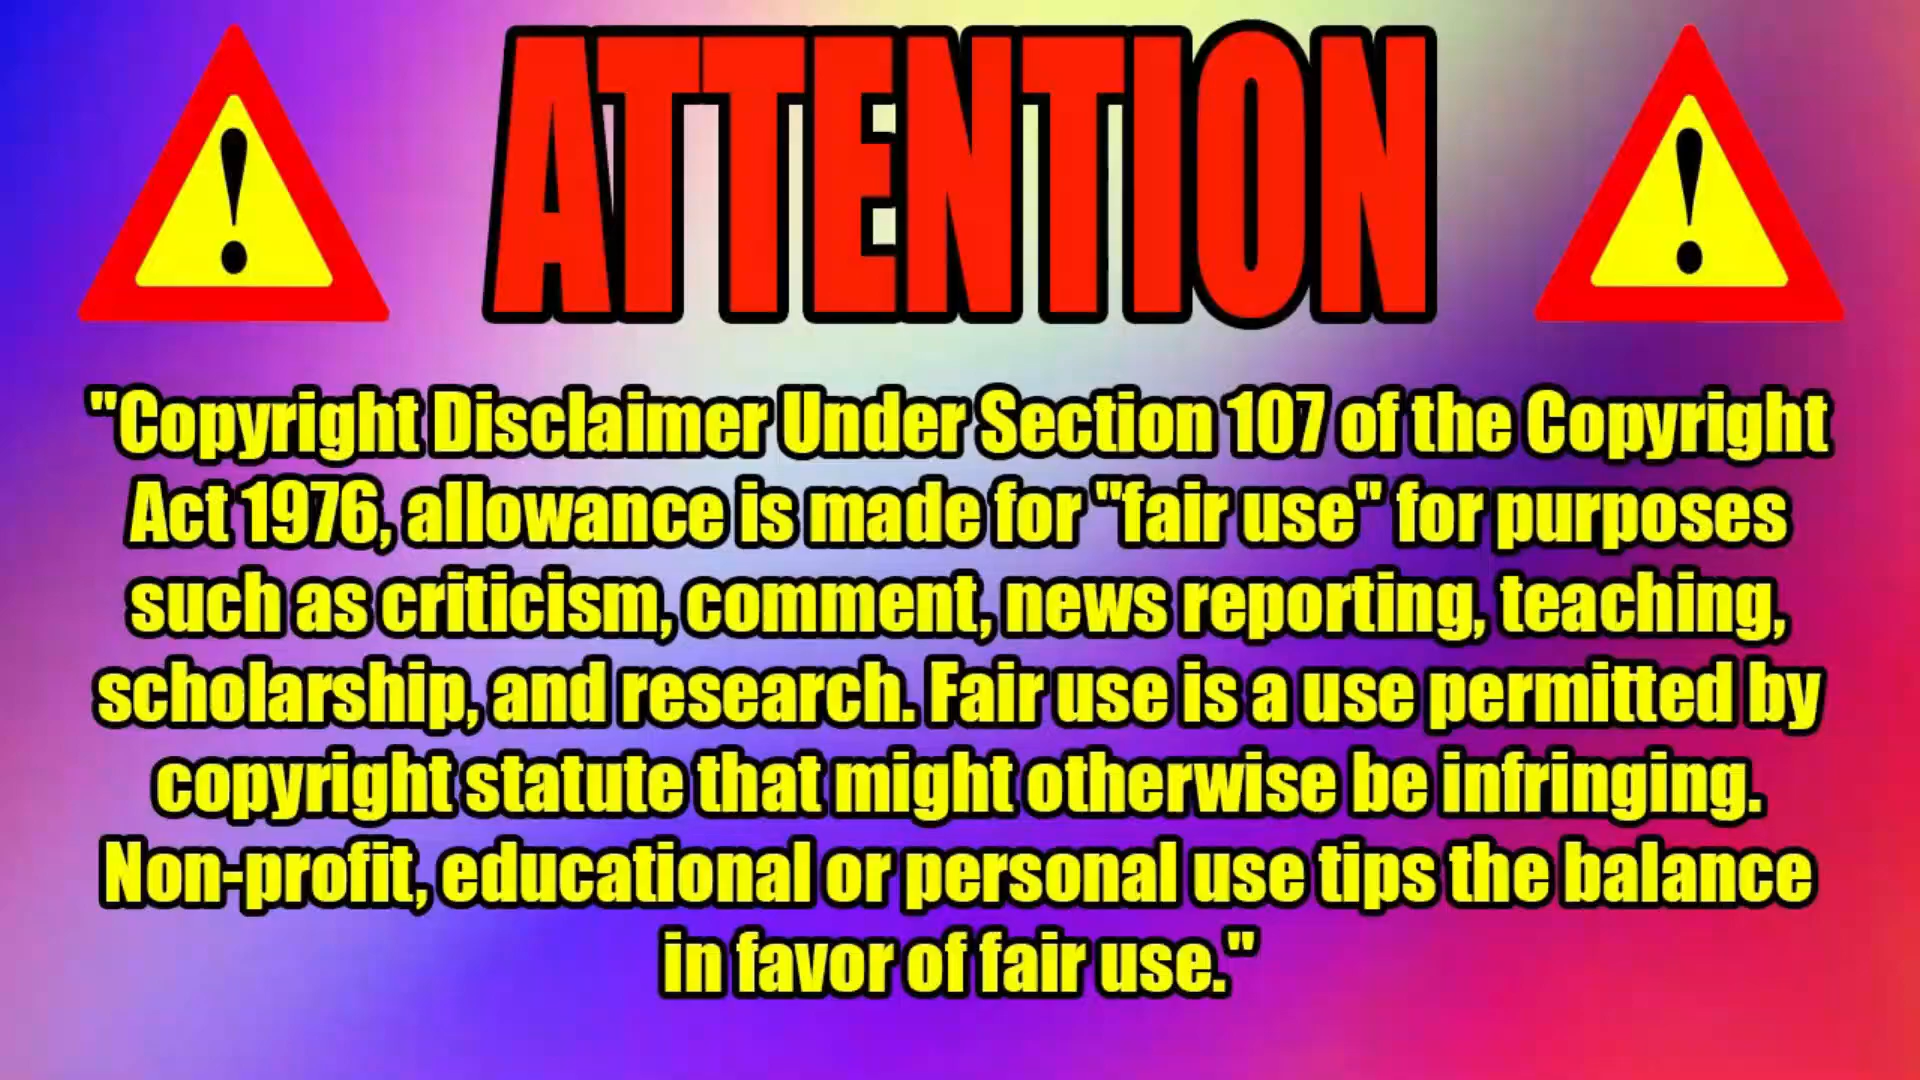 ATTENTION
"Copyright Disclaimer Under Section 107 of the Copyright
Act 1976, allowance is made for "fair use" for purposes
such as criticism, comment, news reporting, teaching,
scholarship, and research. Fair use is a use permitted by
copyright statute that might otherwise be infringing.
Non-profit, educational or personal use tips the balance
in favor of fair use."